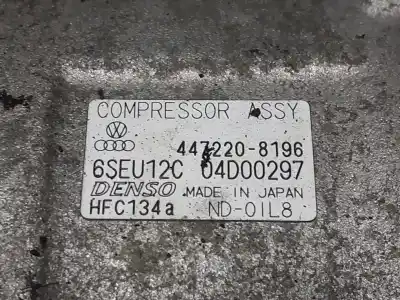 COMPRESSOR ASSY
447220-8196
6SEU12C 04D00297
DENSO MADE IN JAPAN
HFC134a ND-OIL8